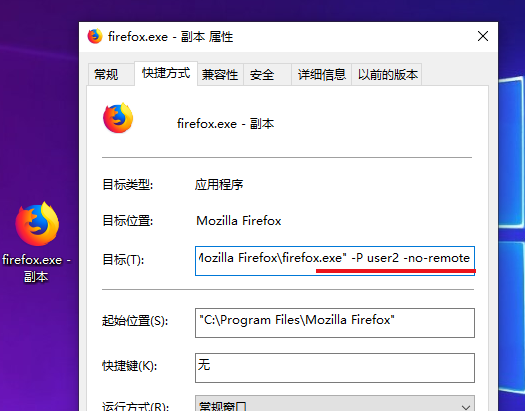 firefox.exe - 副本 属性
常规
快捷方式
兼容性
安全
详细信息
以前的版本
firefox.exe - 副本
目标类型:
应用程序
目标位置:
Mozilla Firefox
目标(T):
Mozilla Firefox\firefox.exe" -P user2 -no-remote
firefox.exe -
副本
起始位置(S):
"C:\Program Files\Mozilla Firefox"
快捷键(K):
无
运行方式(R):
常规窗口